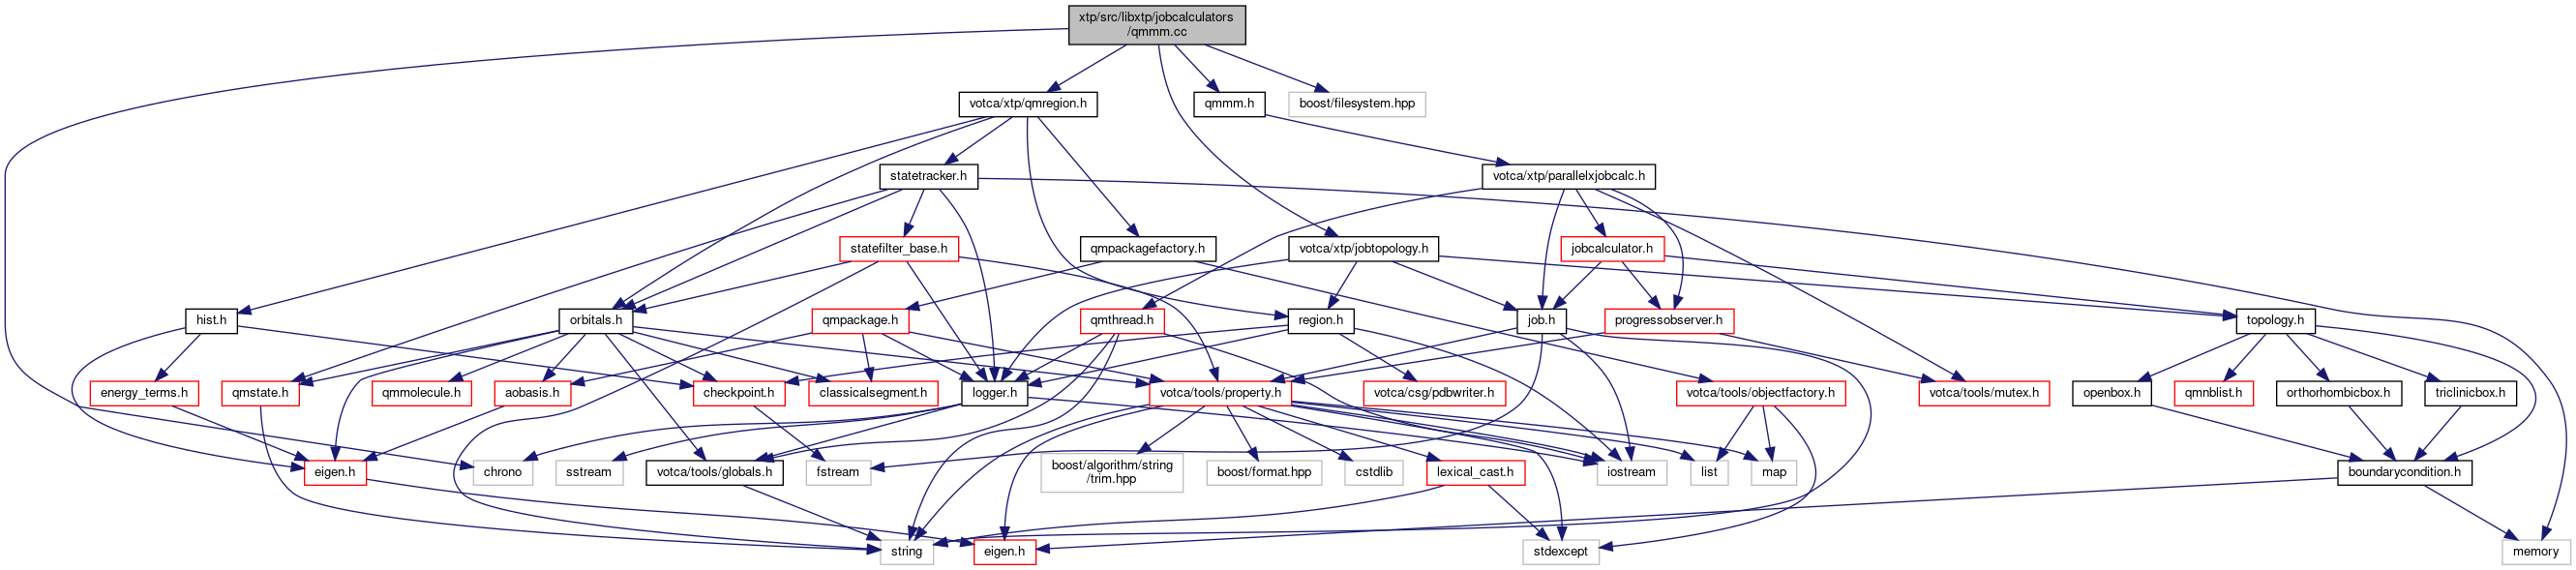 xtp/src/libxtp/jobcalculators
/qmmm.cc
votca/xtp/qmregion.h
qmmm.h
boost/filesystem.hpp
statetracker.h
votca/xtp/parallelxjobcalc.h
statefilter_base.h
qmpackagefactory.h
votca/xtp/jobtopology.h
jobcalculator.h
hist.h
orbitals.h
qmpackage.h
qmthread.h
region.h
job.h
progressobserver.h
topology.h
energy_terms.h
qmstate.h
qmmolecule.h
aobasis.h
checkpoint.h
classicalsegment.h
logger.h
votca/tools/property.h
votca/csg/pdbwriter.h
votca/tools/objectfactory.h
votca/tools/mutex.h
openbox.h
qmnblist.h
orthorhombicbox.h
triclinicbox.h
eigen.h
chrono
sstream
votca/tools/globals.h
fstream
boost/algorithm/string
/trim.hpp
boost/format.hpp
cstdlib
lexical_cast.h
iostream
list
map
boundarycondition.h
string
eigen.h
stdexcept
memory